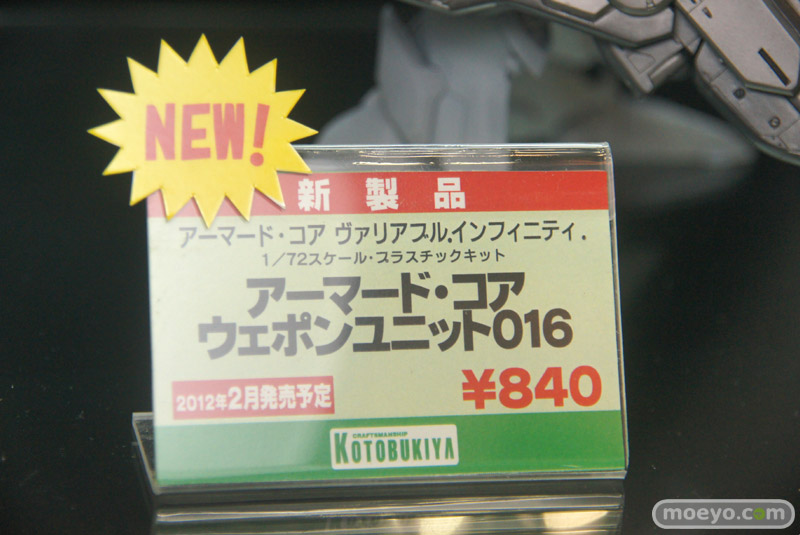 NEW!
新製品
アーマード・コア ヴァリアブル.インフィニティ.
1/72スケール・プラスチックキット
アーマード・コア
ウェポンユニット016
2012年2月発売予定
¥840
CRAFTSMANSHIP
KOTOBUKIYA
moeyo.com